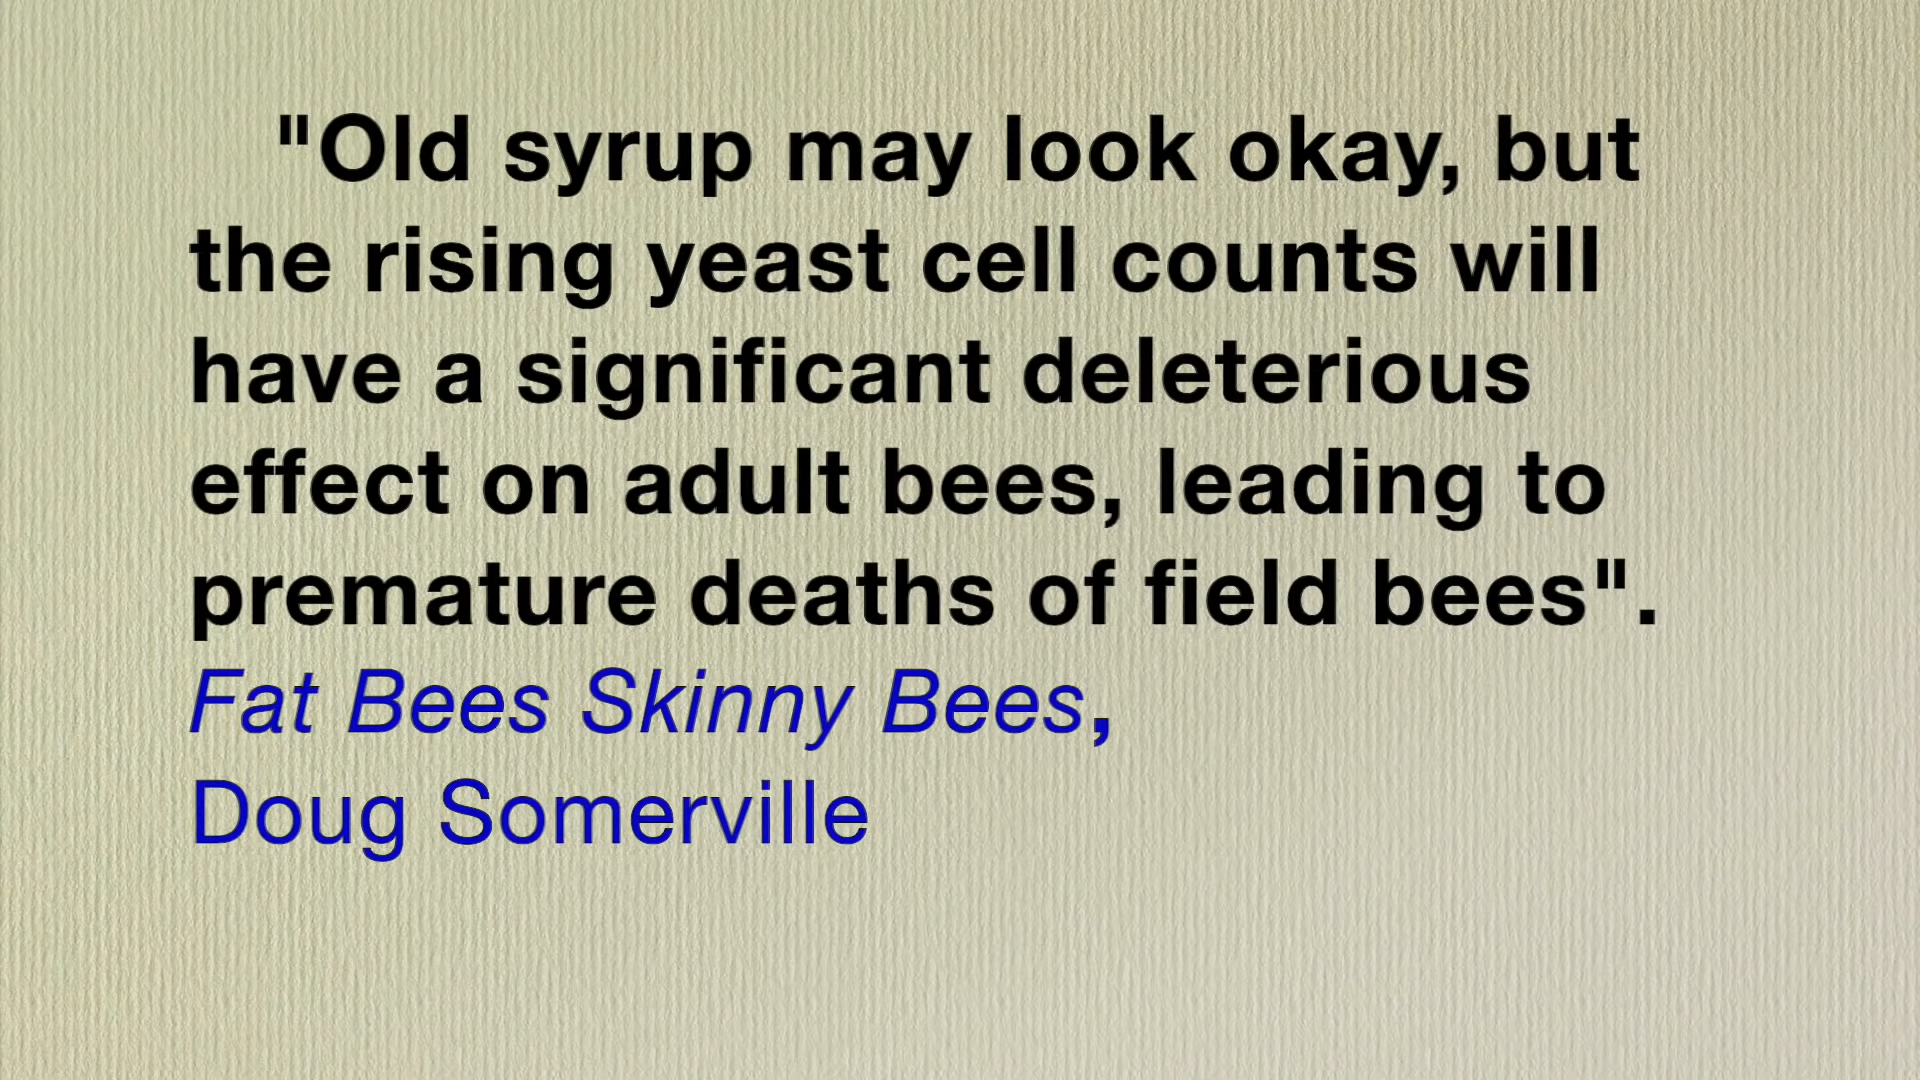 "Old syrup may look okay, but
the rising yeast cell counts will
have a significant deleterious
effect on adult bees, leading to
premature deaths of field bees".
Fat Bees Skinny Bees,
Doug Somerville